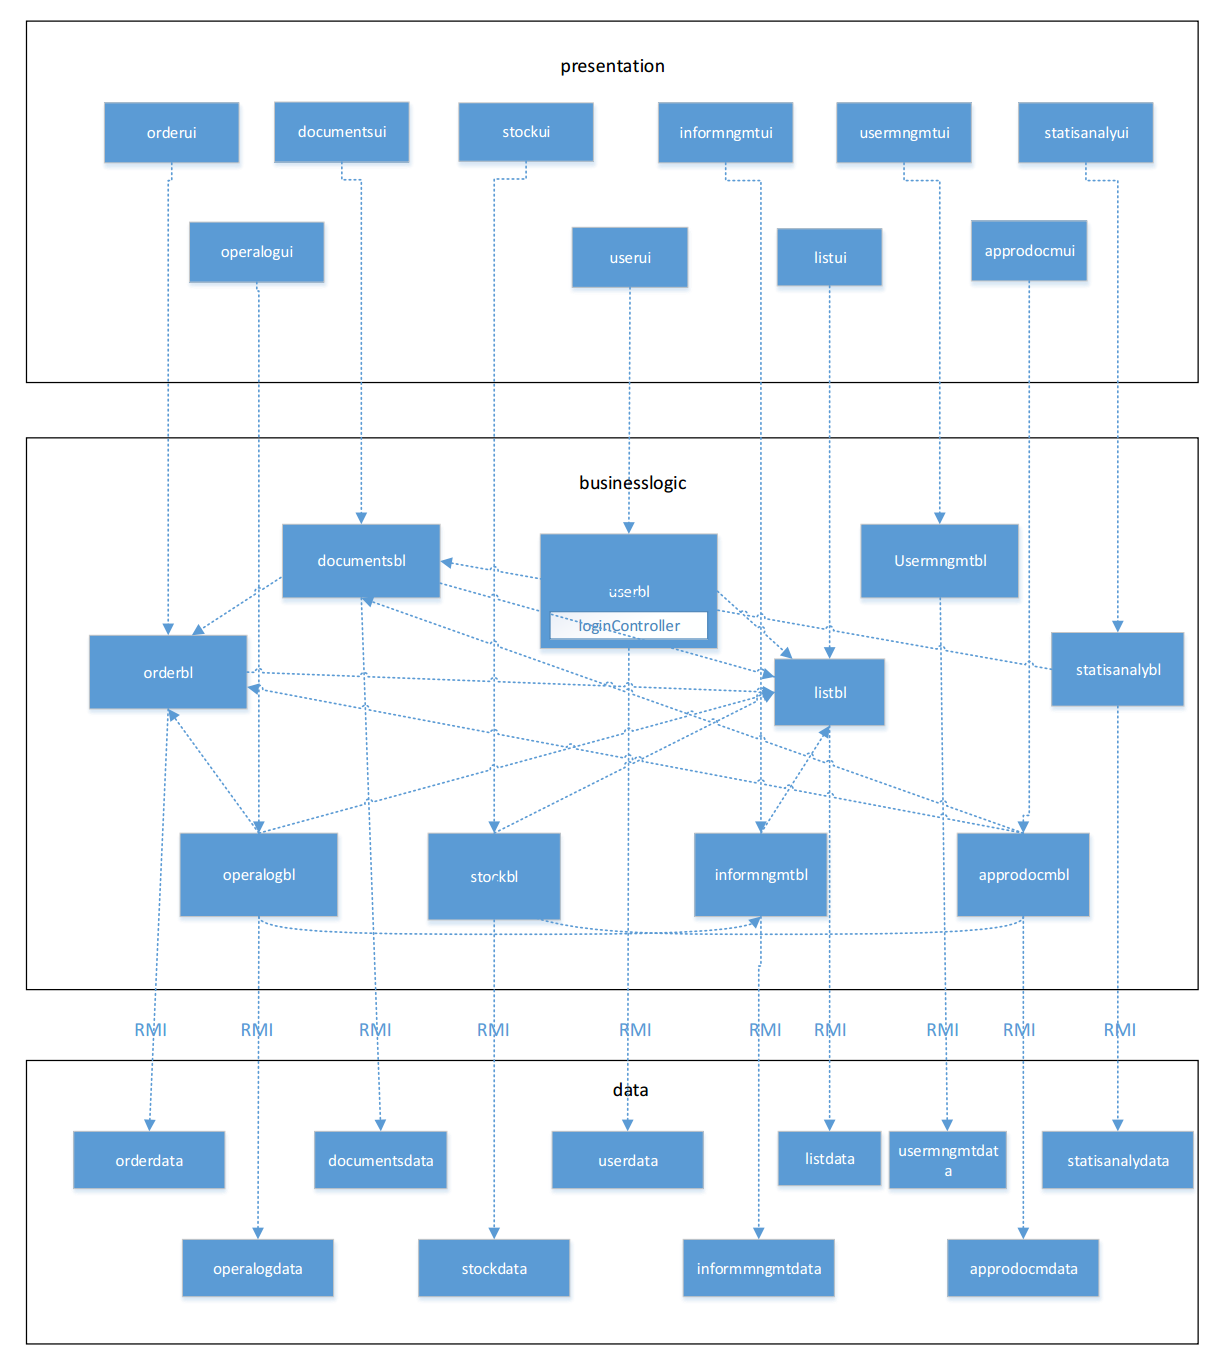 presentation
orderui
documentsui
stockui
informngmtui
usermngmtui
statisanalyui
operalogui
userui
listui
approdocmui
businesslogic
documentsbl
userbl
loginController
Usermngmtbl
orderbl
listbl
statisanalybl
operalogbl
stockbl
informngmtbl
approdocmbl
RMI
RMI
RMI
RMI
RMI
RMI
RMI
RMI
RMI
RMI
data
orderdata
documentsdata
userdata
listdata
usermngmtdat
a
statisanalydata
operalogdata
stockdata
informmngmtdata
approdocmdata